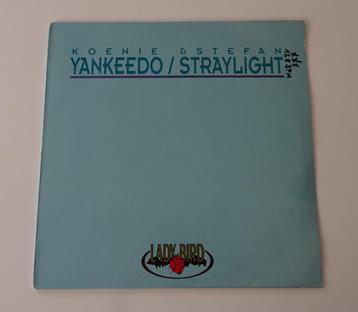 KOENIE & STEFAN
YANKEEDO / STRAYLIGHT
LADY BIRD